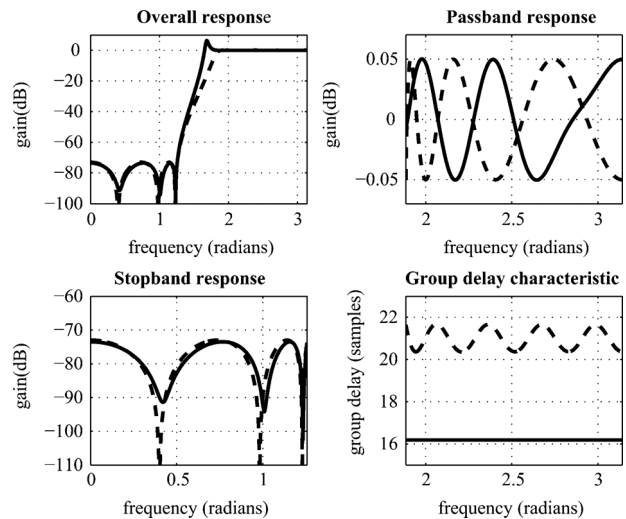 Overall response
gain(dB)
0
−20
−40
−60
−80
−100
0
1
2
3
frequency (radians)
Passband response
gain(dB)
0.05
0
−0.05
2
2.5
3
frequency (radians)
Stopband response
gain(dB)
−60
−70
−80
−90
−100
−110
0
0.5
1
frequency (radians)
Group delay characteristic
group delay (samples)
22
20
18
16
2
2.5
3
frequency (radians)